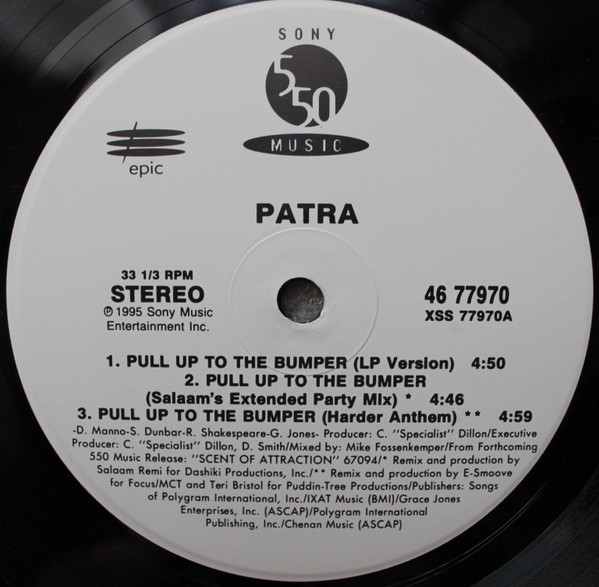 SONY
550
MUSIC
epic
PATRA
33 1/3 RPM
STEREO
℗ 1995 Sony Music
Entertainment Inc.
46 77970
XSS 77970A
1. PULL UP TO THE BUMPER (LP Version) 4:50
2. PULL UP TO THE BUMPER
(Salaam's Extended Party Mix) * 4:46
3. PULL UP TO THE BUMPER (Harder Anthem) ** 4:59
-D. Manno-S. Dunbar-R. Shakespeare-G. Jones- Producer: C. "Specialist" Dillon/Executive
Producer: C. "Specialist" Dillon, D. Smith/Mixed by: Mike Fossenkemper/From Forthcoming
550 Music Release: "SCENT OF ATTRACTION" 67094/* Remix and production by
Salaam Remi for Dashiki Productions, Inc./** Remix and production by E-Smoove
for Focus/MCT and Teri Bristol for Puddin-Tree Productions/Publishers: Songs
of Polygram International, Inc./IXAT Music (BMI)/Grace Jones
Enterprises, Inc. (ASCAP)/Polygram International
Publishing, Inc./Chenan Music (ASCAP)